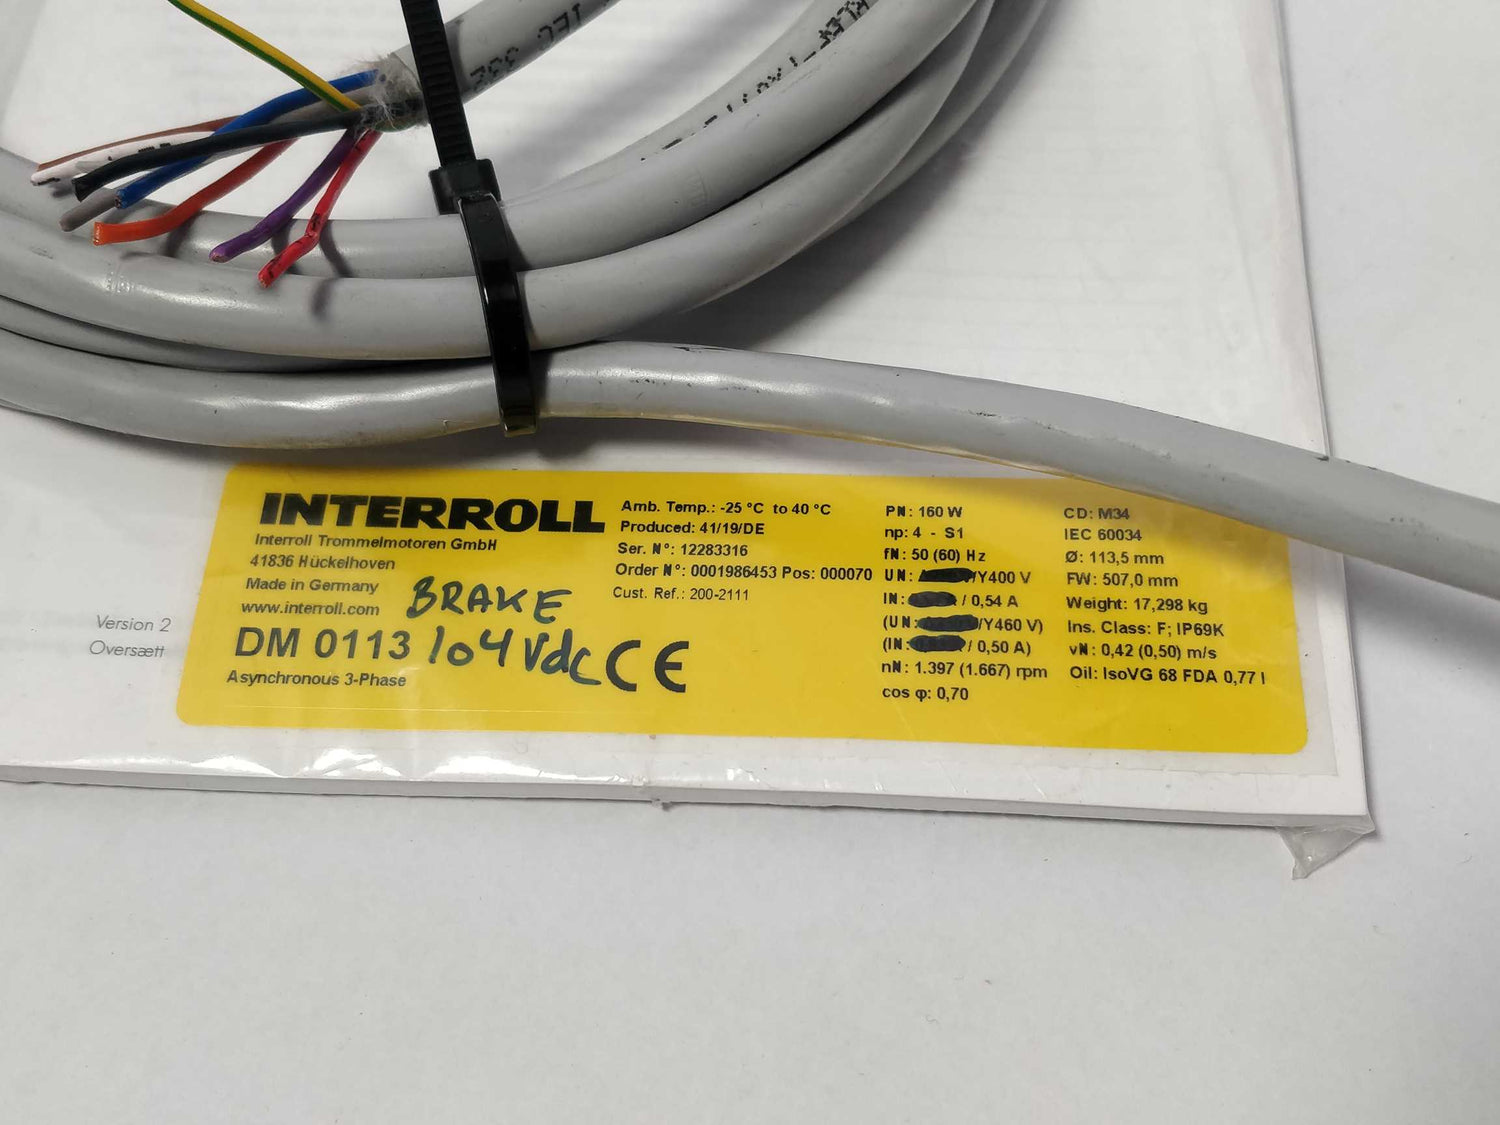 IEC 332
INTERROLL
Interroll Trommelmotoren GmbH
41836 Hückelhoven
Made in Germany
www.interroll.com
BRAKE
DM 0113
104Vdc
CE
Asynchronous 3-Phase
Amb. Temp.: -25 °C to 40 °C
Produced: 41/19/DE
Ser. N°: 12283316
Order N°: 0001986453 Pos: 000070
Cust. Ref.: 200-2111
PN: 160 W
np: 4 - S1
fN: 50 (60) Hz
UN: /Y400 V
IN: / 0,54 A
(UN: /Y460 V)
(IN: / 0,50 A)
nN: 1.397 (1.667) rpm
cos φ: 0,70
CD: M34
IEC 60034
Ø: 113,5 mm
FW: 507,0 mm
Weight: 17,298 kg
Ins. Class: F; IP69K
vN: 0,42 (0,50) m/s
Oil: IsoVG 68 FDA 0,77 l
Version 2
Oversætt